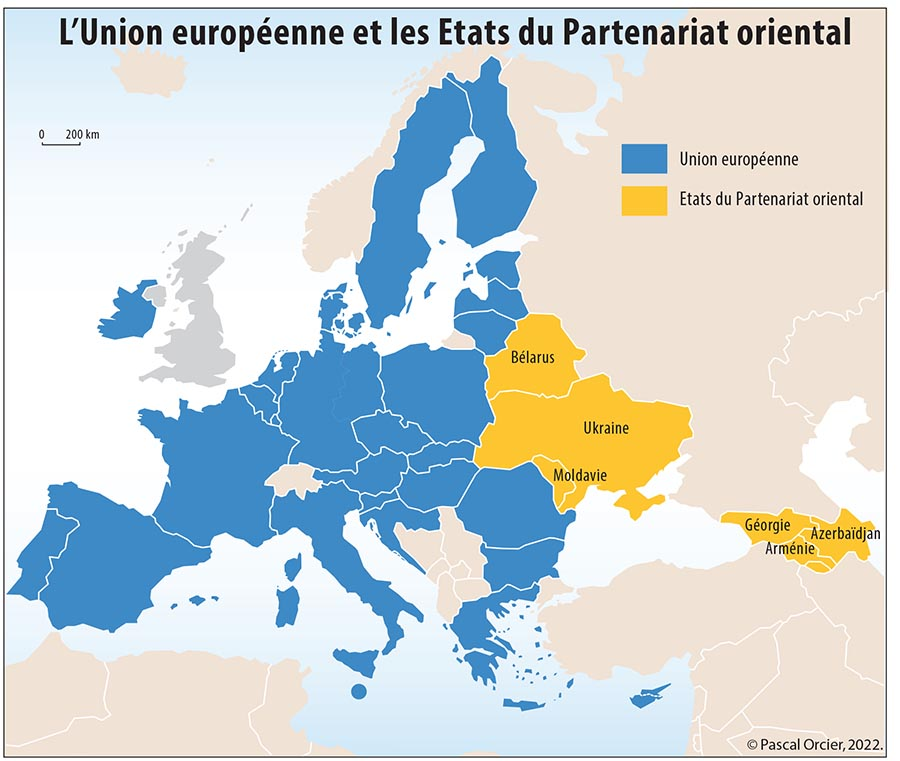 L’Union européenne et les Etats du Partenariat oriental
0 200 km
Union européenne
Etats du Partenariat oriental
Bélarus
Ukraine
Moldavie
Géorgie
Azerbaïdjan
Arménie
© Pascal Orcier, 2022.